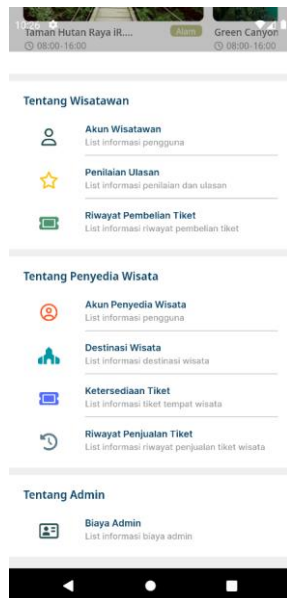 10:26
Taman Hutan Raya iR....
Alam
Green Canyon
08:00-16:00
08:00-16:00
Tentang Wisatawan
Akun Wisatawan
List informasi pengguna
Penilaian Ulasan
List informasi penilaian dan ulasan
Riwayat Pembelian Tiket
List informasi riwayat pembelian tiket
Tentang Penyedia Wisata
Akun Penyedia Wisata
List informasi pengguna
Destinasi Wisata
List informasi destinasi wisata
Ketersediaan Tiket
List informasi tiket tempat wisata
Riwayat Penjualan Tiket
List informasi riwayat penjualan tiket wisata
Tentang Admin
Biaya Admin
List informasi biaya admin